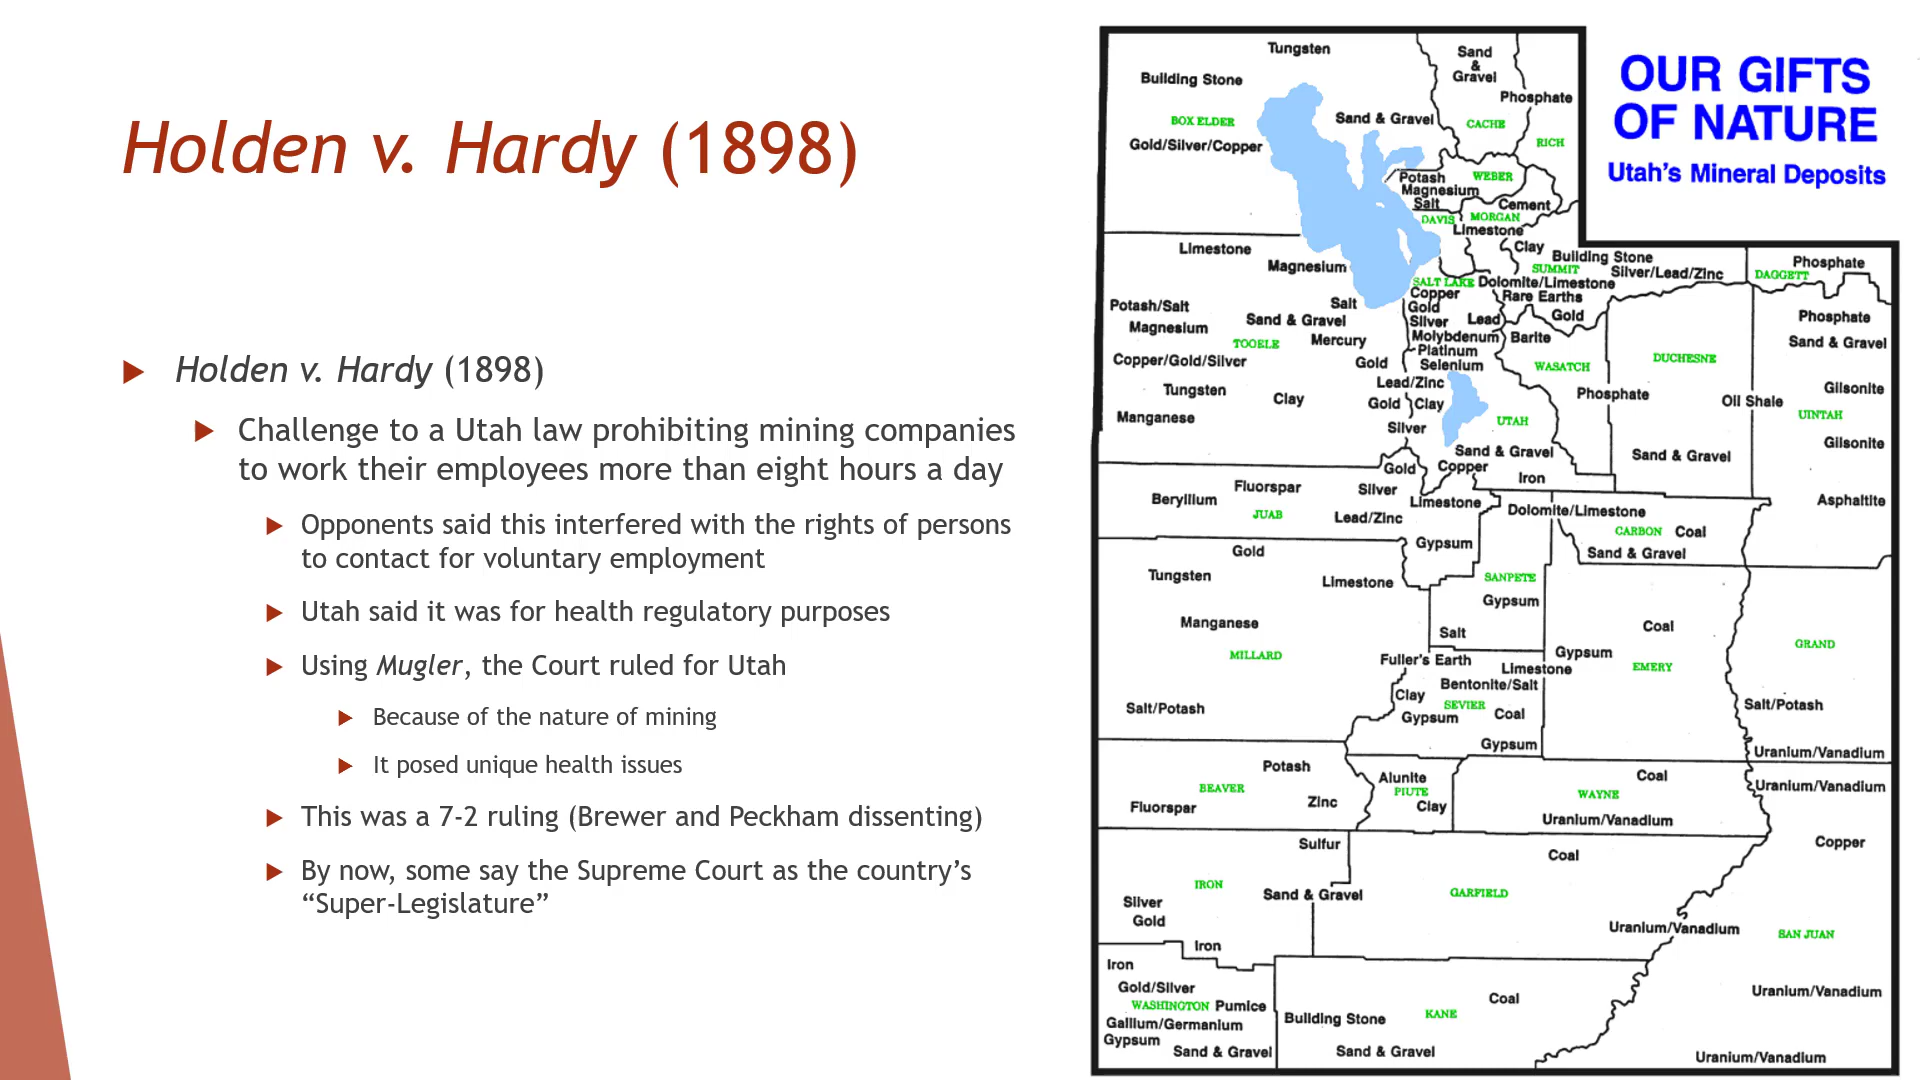 Holden v. Hardy (1898)
Holden v. Hardy (1898)
Challenge to a Utah law prohibiting mining companies
to work their employees more than eight hours a day
Opponents said this interfered with the rights of persons
to contact for voluntary employment
Utah said it was for health regulatory purposes
Using Mugler, the Court ruled for Utah
Because of the nature of mining
It posed unique health issues
This was a 7-2 ruling (Brewer and Peckham dissenting)
By now, some say the Supreme Court as the country's
“Super-Legislature”
OUR GIFTS
OF NATURE
Utah's Mineral Deposits
Tungsten
Building Stone
BOX ELDER
Gold/Silver/Copper
Sand & Gravel
Sand
&
Gravel
CACHE
Phosphate
RICH
Potash
Magnesium
Salt
WEBER
Cement
DAVIS
MORGAN
Limestone
Clay
Building Stone
SUMMIT
Silver/Lead/Zinc
Dolomite/Limestone
Rare Earths
Gold
DAGGETT
Phosphate
Limestone
Magnesium
Potash/Salt
Salt
Magnesium
Sand & Gravel
TOOELE
Mercury
Copper/Gold/Silver
Gold
Tungsten
Clay
Manganese
SALT LAKE
Copper
Gold
Silver
Lead
Molybdenum
Platinum
Selenium
Barite
WASATCH
Phosphate
DUCHESNE
Oil Shale
Sand & Gravel
Phosphate
Sand & Gravel
Gilsonite
UINTAH
Gilsonite
Asphaltite
Lead/Zinc
Gold
Clay
Silver
UTAH
Sand & Gravel
Gold
Copper
Iron
Fluorspar
Beryllium
Silver
JUAB
Lead/Zinc
Limestone
Gypsum
Dolomite/Limestone
CARBON
Coal
Sand & Gravel
Gold
Tungsten
Limestone
SANPETE
Gypsum
Salt
Manganese
MILLARD
Salt/Potash
Coal
Gypsum
EMERY
GRAND
Salt/Potash
Uranium/Vanadium
Fuller's Earth
Limestone
Bentonite/Salt
Clay
SEVIER
Gypsum
Coal
Gypsum
Potash
BEAVER
Zinc
Fluorspar
Alunite
PIUTE
Clay
Coal
WAYNE
Uranium/Vanadium
Uranium/Vanadium
Copper
Sulfur
IRON
Sand & Gravel
Silver
Gold
Iron
Coal
GARFIELD
Uranium/Vanadium
SAN JUAN
Iron
Gold/Silver
WASHINGTON
Pumice
Gallium/Germanium
Gypsum
Sand & Gravel
Coal
Building Stone
KANE
Sand & Gravel
Uranium/Vanadium
Uranium/Vanadium